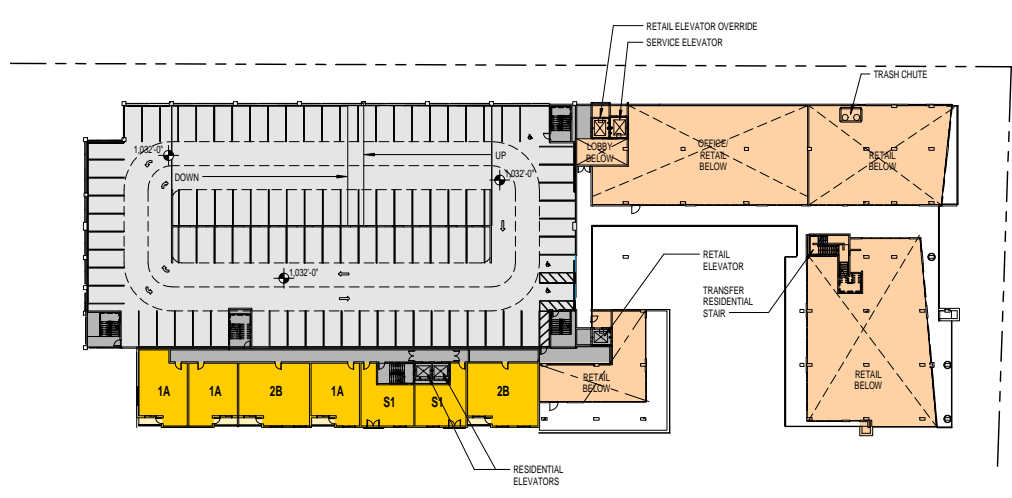 RETAIL ELEVATOR OVERRIDE
SERVICE ELEVATOR
TRASH CHUTE
1,032'-0"
UP
LOBBY
BELOW
OFFICE/
RETAIL
BELOW
RETAIL
BELOW
DOWN
1,032'-0"
RETAIL
ELEVATOR
1,032'-0"
TRANSFER
RESIDENTIAL
STAIR
RETAIL
BELOW
RETAIL
BELOW
1A
1A
2B
1A
S1
S1
2B
RESIDENTIAL
ELEVATORS